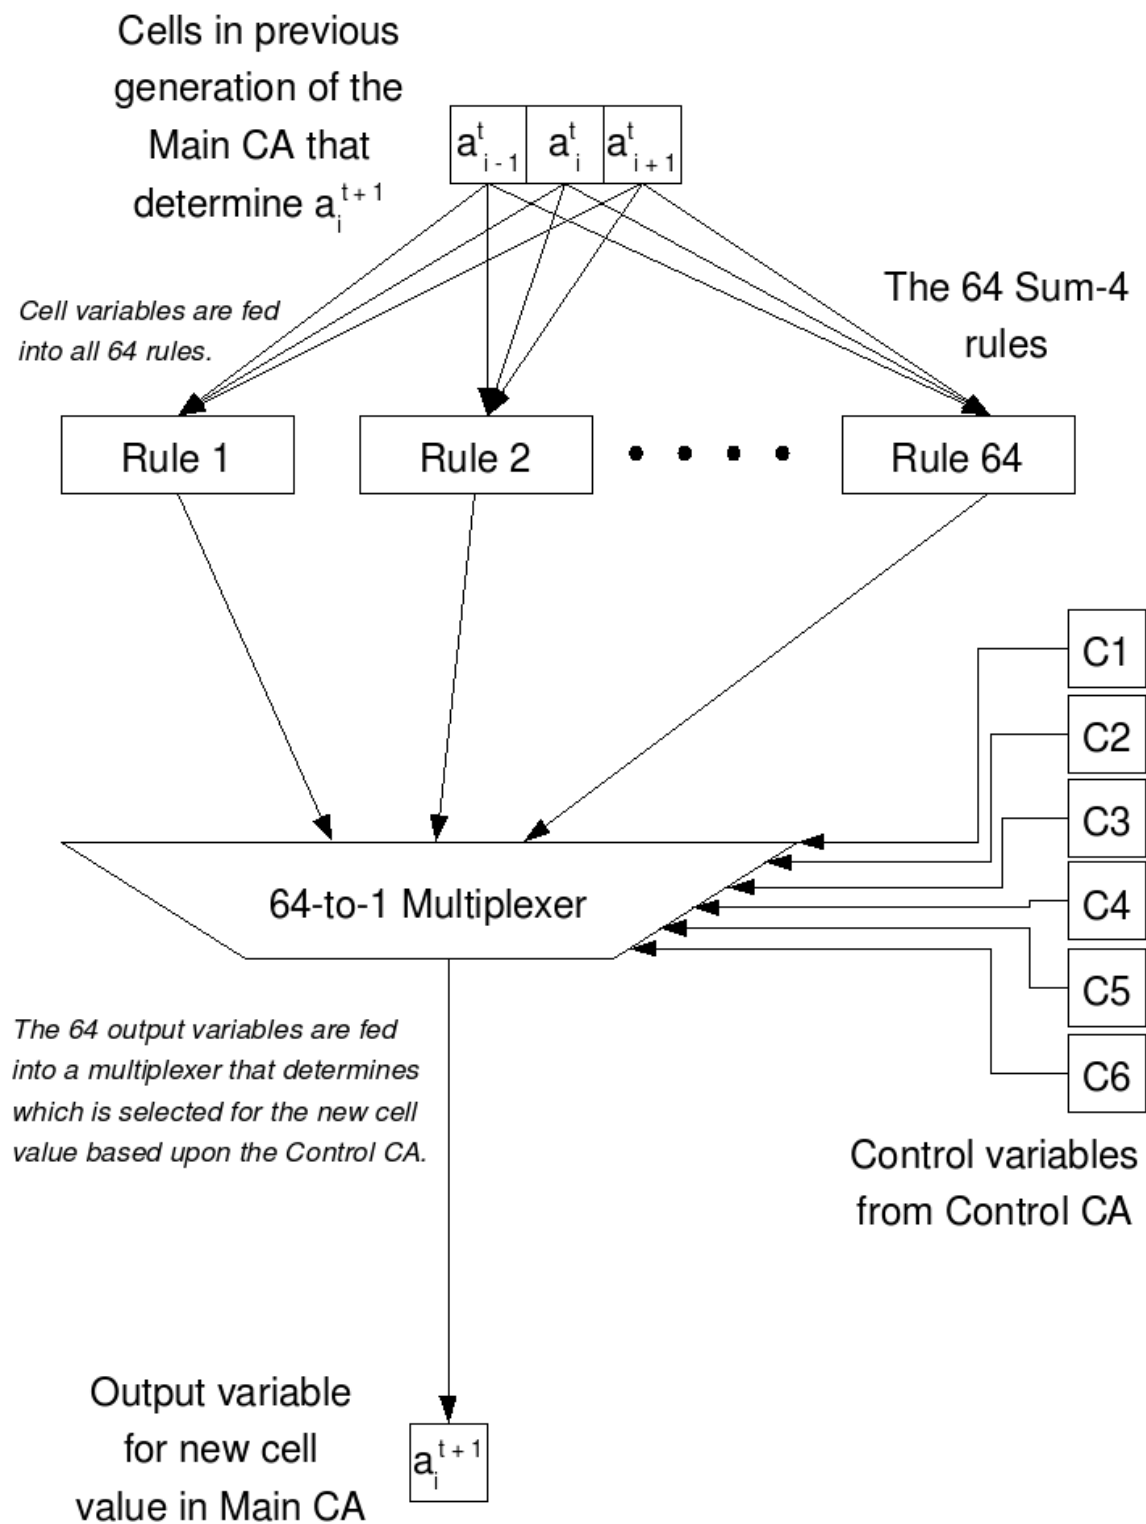 Cells in previous
generation of the
Main CA that
determine a_i^{t + 1}
a^t_{i - 1} a^t_i a^t_{i + 1}
Cell variables are fed
into all 64 rules.
The 64 Sum-4
rules
Rule 1
Rule 2
Rule 64
C1
C2
C3
C4
C5
C6
64-to-1 Multiplexer
The 64 output variables are fed
into a multiplexer that determines
which is selected for the new cell
value based upon the Control CA.
Control variables
from Control CA
Output variable
for new cell
value in Main CA
a_i^{t + 1}